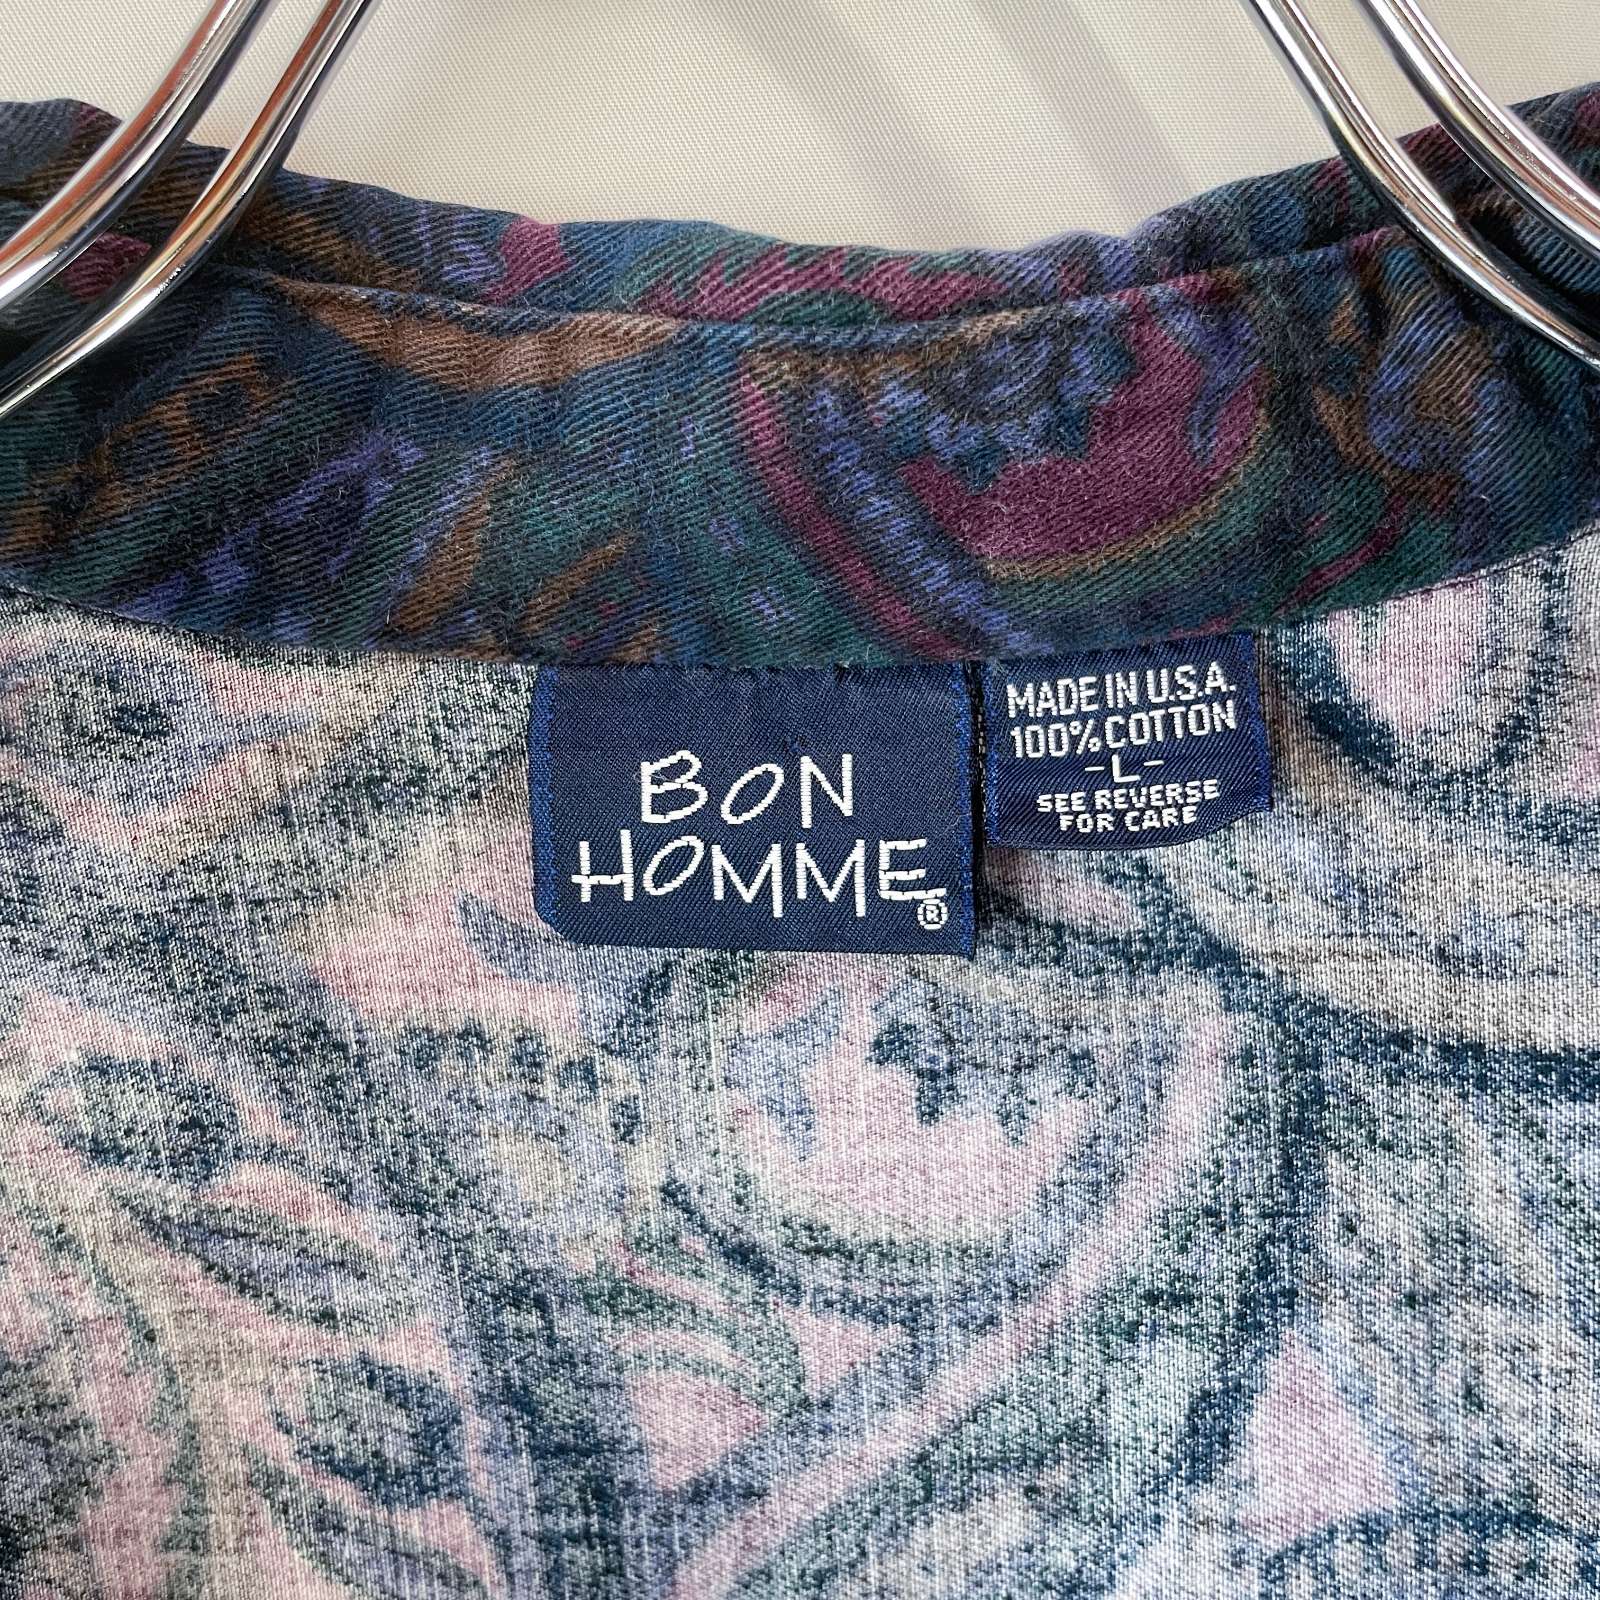 BON
HOMME®
MADE IN U.S.A.
100% COTTON
-L-
SEE REVERSE
FOR CARE